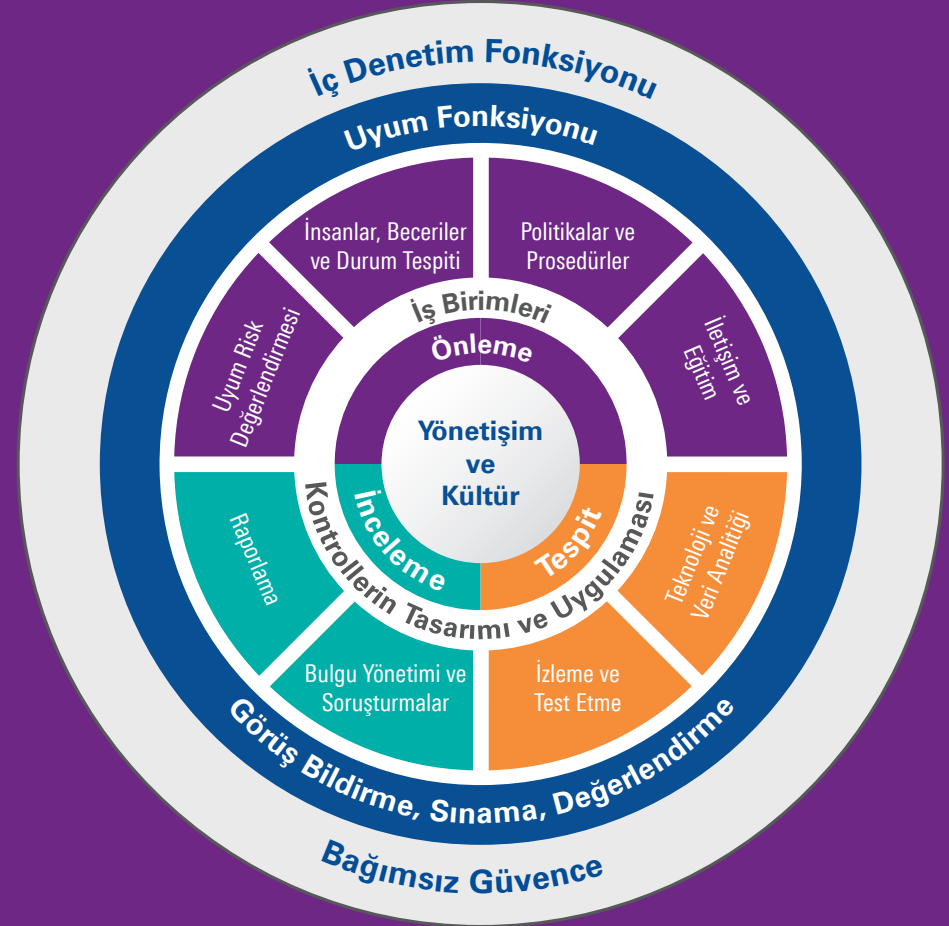 İç Denetim Fonksiyonu
Uyum Fonksiyonu
İnsanlar, Beceriler
ve Durum Tespiti
Politikalar ve
Prosedürler
İş Birimleri
Önleme
Uyum Risk
Değerlendirmesi
İletişim ve
Eğitim
Yönetişim
ve
Kültür
İnceleme
Tespit
Kontrollerin Tasarımı ve Uygulaması
Raporlama
Teknoloji ve
Veri Analitiği
Bulgu Yönetimi ve
Soruşturmalar
İzleme ve
Test Etme
Görüş Bildirme, Sınama, Değerlendirme
Bağımsız Güvence